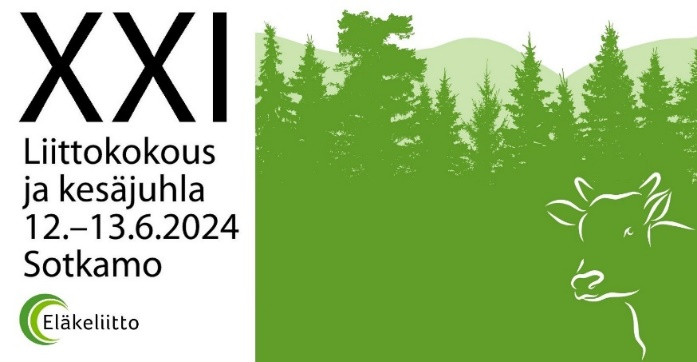 XXI
Liittokokous
ja kesäjuhla
12.–13.6.2024
Sotkamo
Eläkeliitto